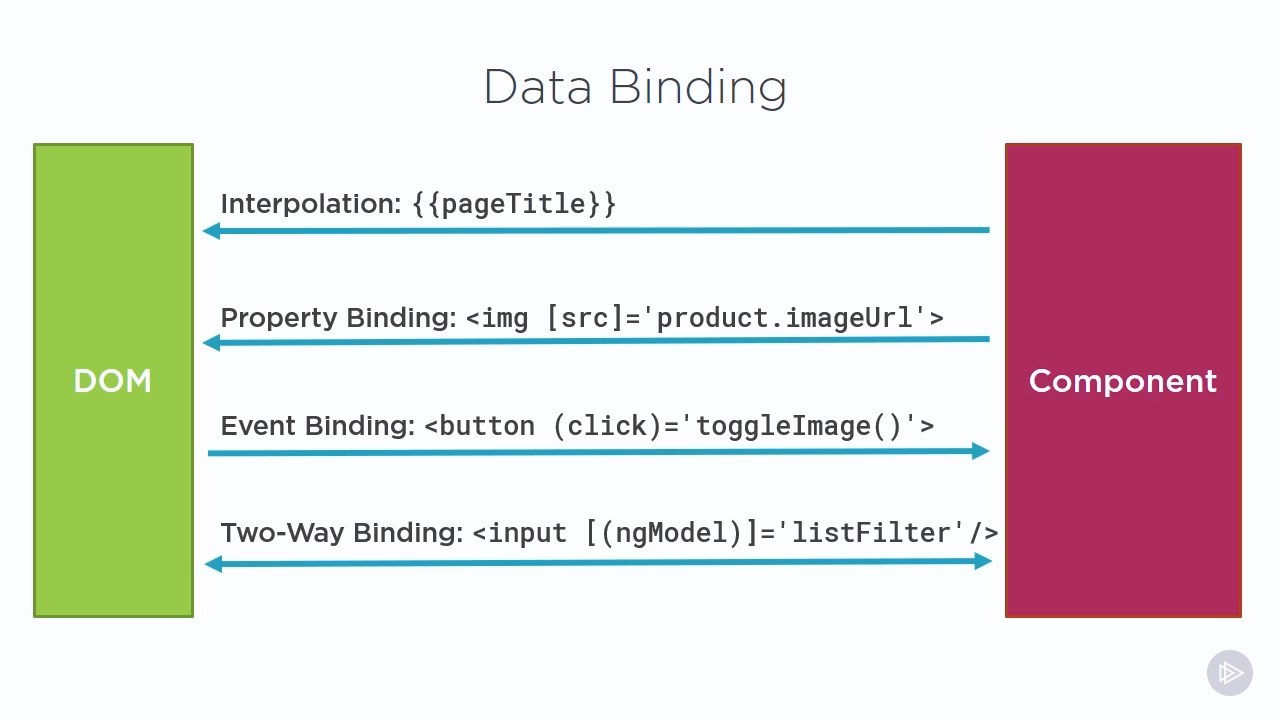 Data Binding
Interpolation: {{pageTitle}}
Property Binding: <img [src]='product.imageUrl'>
DOM
Component
Event Binding: <button (click)='toggleImage()'>
Two-Way Binding: <input [(ngModel)]='listFilter'/>